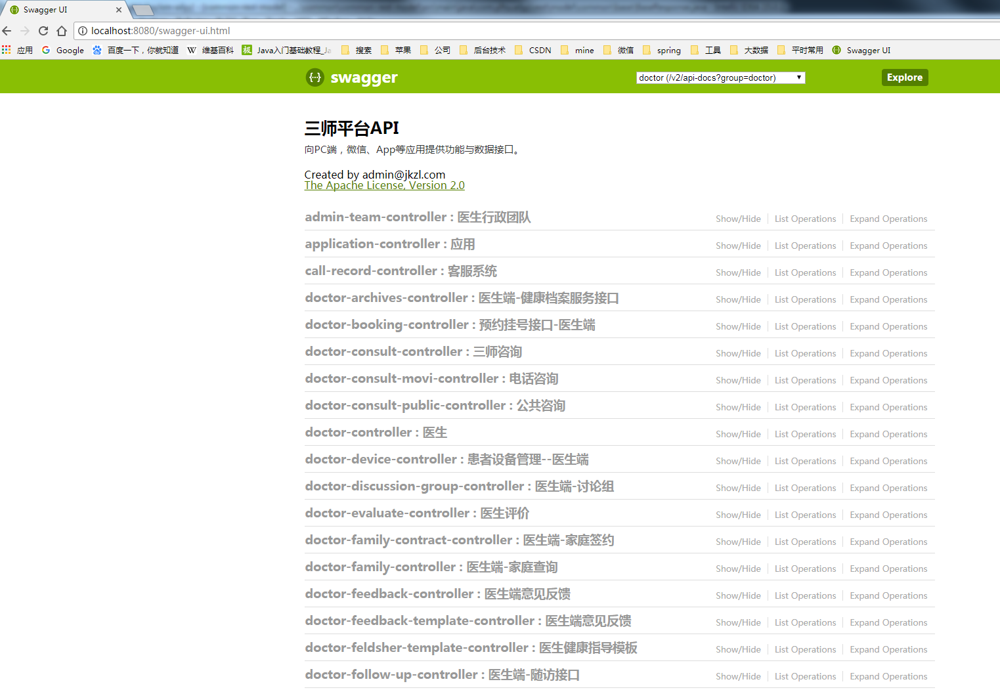 Swagger UI
localhost:8080/swagger-ui.html
应用 Google 百度一下，你就知道 维基百科 Java入门基础教程_Ja 搜索 苹果 公司 后台技术 CSDN mine 微信 spring 工具 大数据 平时常用 Swagger UI
swagger doctor (/v2/api-docs?group=doctor) Explore
三师平台API
向PC端，微信、App等应用提供功能与数据接口。
Created by admin@jkzl.com
The Apache License, Version 2.0
admin-team-controller : 医生行政团队 Show/Hide List Operations Expand Operations
application-controller : 应用 Show/Hide List Operations Expand Operations
call-record-controller : 客服系统 Show/Hide List Operations Expand Operations
doctor-archives-controller : 医生端-健康档案服务接口 Show/Hide List Operations Expand Operations
doctor-booking-controller : 预约挂号接口-医生端 Show/Hide List Operations Expand Operations
doctor-consult-controller : 三师咨询 Show/Hide List Operations Expand Operations
doctor-consult-movi-controller : 电话咨询 Show/Hide List Operations Expand Operations
doctor-consult-public-controller : 公共咨询 Show/Hide List Operations Expand Operations
doctor-controller : 医生 Show/Hide List Operations Expand Operations
doctor-device-controller : 患者设备管理--医生端 Show/Hide List Operations Expand Operations
doctor-discussion-group-controller : 医生端-讨论组 Show/Hide List Operations Expand Operations
doctor-evaluate-controller : 医生评价 Show/Hide List Operations Expand Operations
doctor-family-contract-controller : 医生端-家庭签约 Show/Hide List Operations Expand Operations
doctor-family-controller : 医生端-家庭查询 Show/Hide List Operations Expand Operations
doctor-feedback-controller : 医生端意见反馈 Show/Hide List Operations Expand Operations
doctor-feedback-template-controller : 医生端意见反馈 Show/Hide List Operations Expand Operations
doctor-feldsher-template-controller : 医生健康指导模板 Show/Hide List Operations Expand Operations
doctor-follow-up-controller : 医生端-随访接口 Show/Hide List Operations Expand Operations